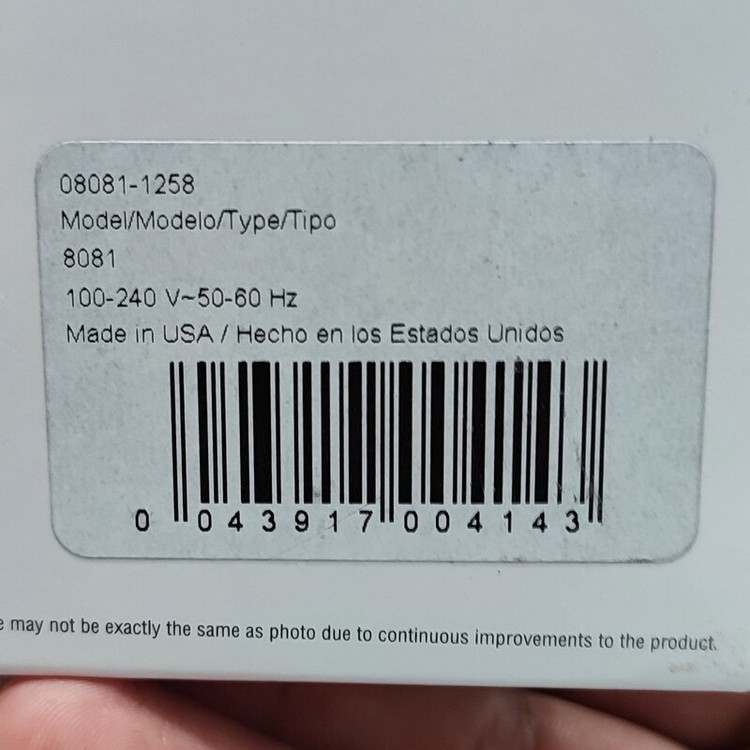 08081-1258
Model/Modelo/Type/Tipo
8081
100-240 V~50-60 Hz
Made in USA / Hecho en los Estados Unidos
0 043917 004143
may not be exactly the same as photo due to continuous improvements to the product.